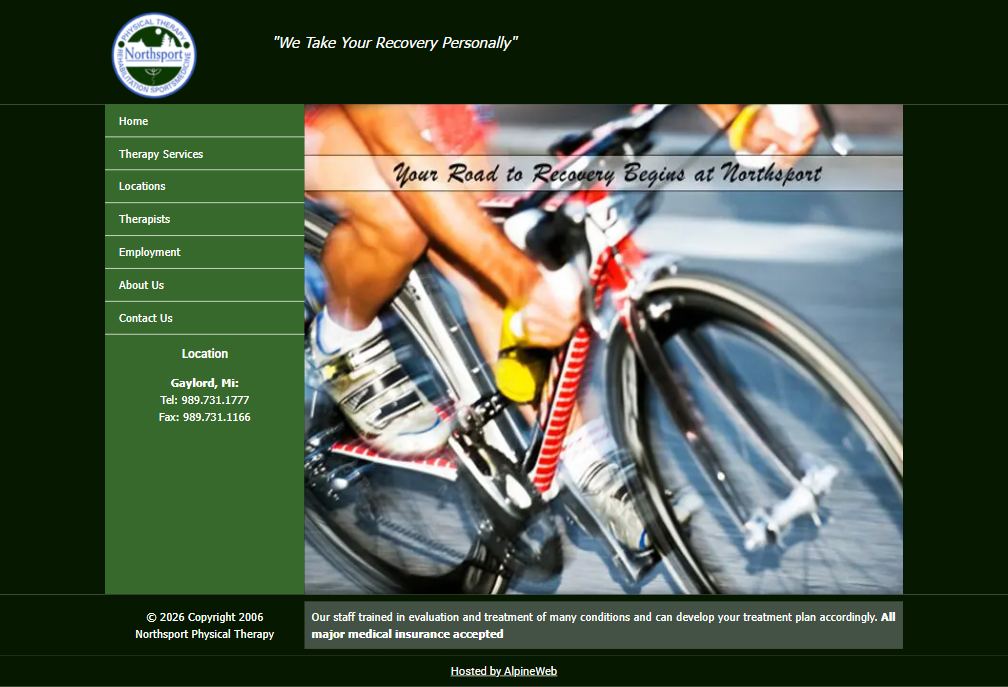 PHYSICAL THERAPY
Northsport
REHABILITATION SPORTSMEDICINE
"We Take Your Recovery Personally"
Home
Therapy Services
Locations
Therapists
Employment
About Us
Contact Us
Location
Gaylord, Mi:
Tel: 989.731.1777
Fax: 989.731.1166
Your Road to Recovery Begins at Northsport
© 2026 Copyright 2006
Northsport Physical Therapy
Our staff trained in evaluation and treatment of many conditions and can develop your treatment plan accordingly. All
major medical insurance accepted
Hosted by AlpineWeb